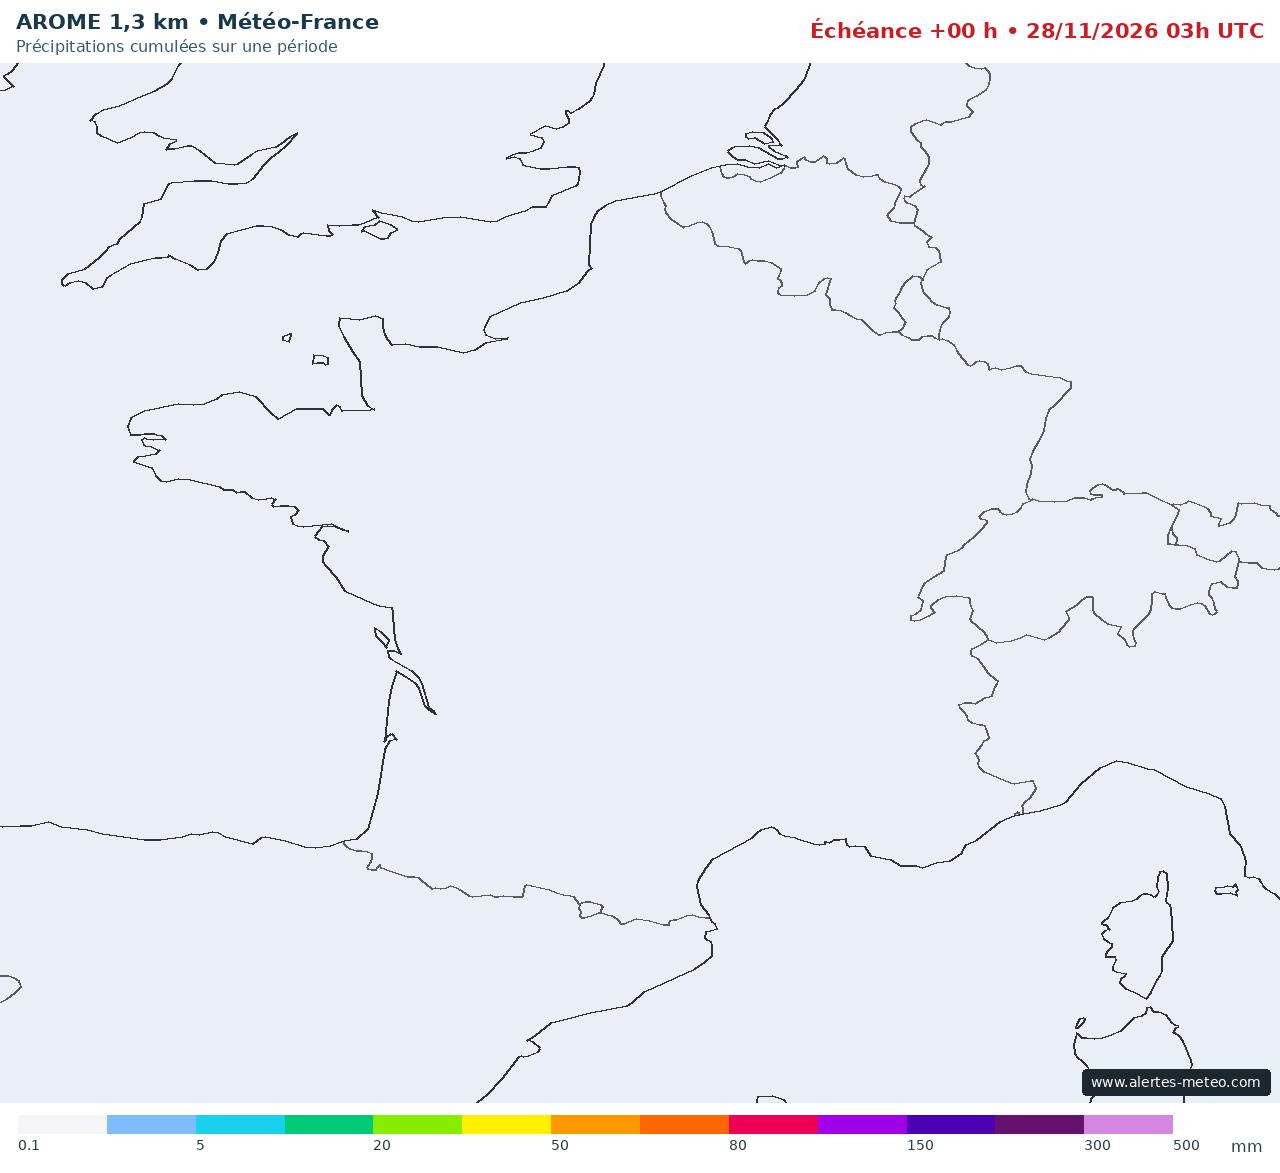 AROME 1,3 km • Météo-France
Précipitations cumulées sur une période
Échéance +00 h • 28/11/2026 03h UTC
www.alertes-meteo.com
0.1 5 20 50 80 150 300 500 mm